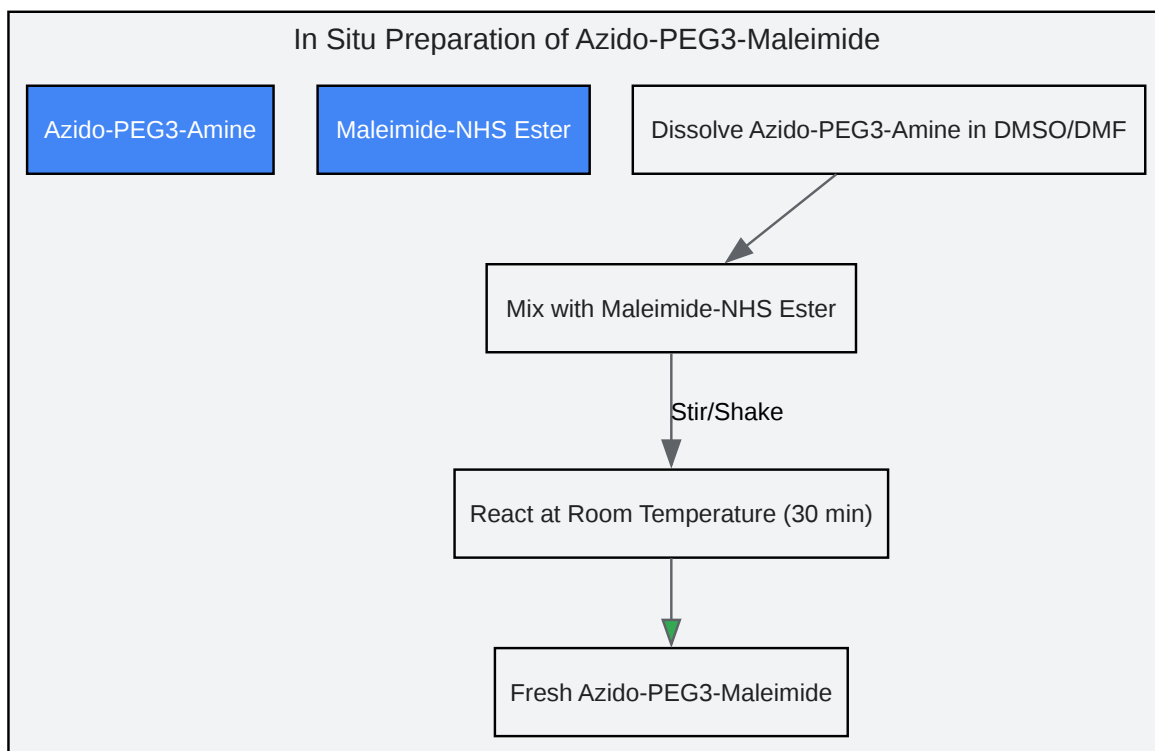 In Situ Preparation of Azido-PEG3-Maleimide
Azido-PEG3-Amine
Maleimide-NHS Ester
Dissolve Azido-PEG3-Amine in DMSO/DMF
Mix with Maleimide-NHS Ester
Stir/Shake
React at Room Temperature (30 min)
Fresh Azido-PEG3-Maleimide